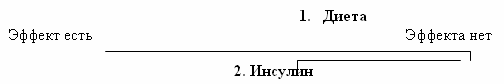 1. Диета
Эффект есть Эффекта нет
2. Инсулин